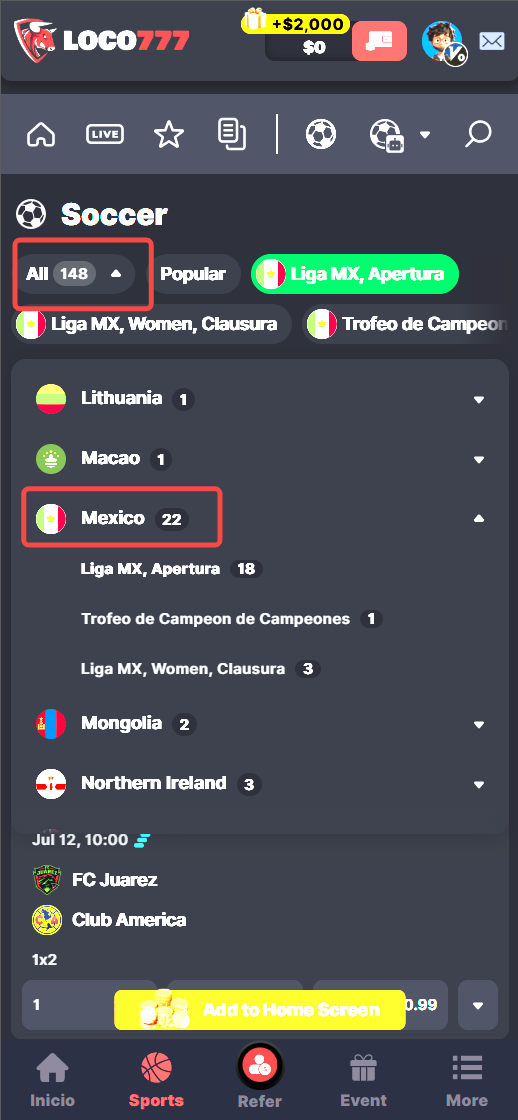 LOCO777
+$2,000
$0
V0
LIVE
Soccer
All 148
Popular
Liga MX, Apertura
Liga MX, Women, Clausura
Trofeo de Campeon
Lithuania 1
Macao 1
Mexico 22
Liga MX, Apertura 18
Trofeo de Campeon de Campeones 1
Liga MX, Women, Clausura 3
Mongolia 2
Northern Ireland 3
Jul 12, 10:00
FC Juarez
Club America
1x2
1
0.99
Add to Home Screen
Inicio
Sports
Refer
Event
More